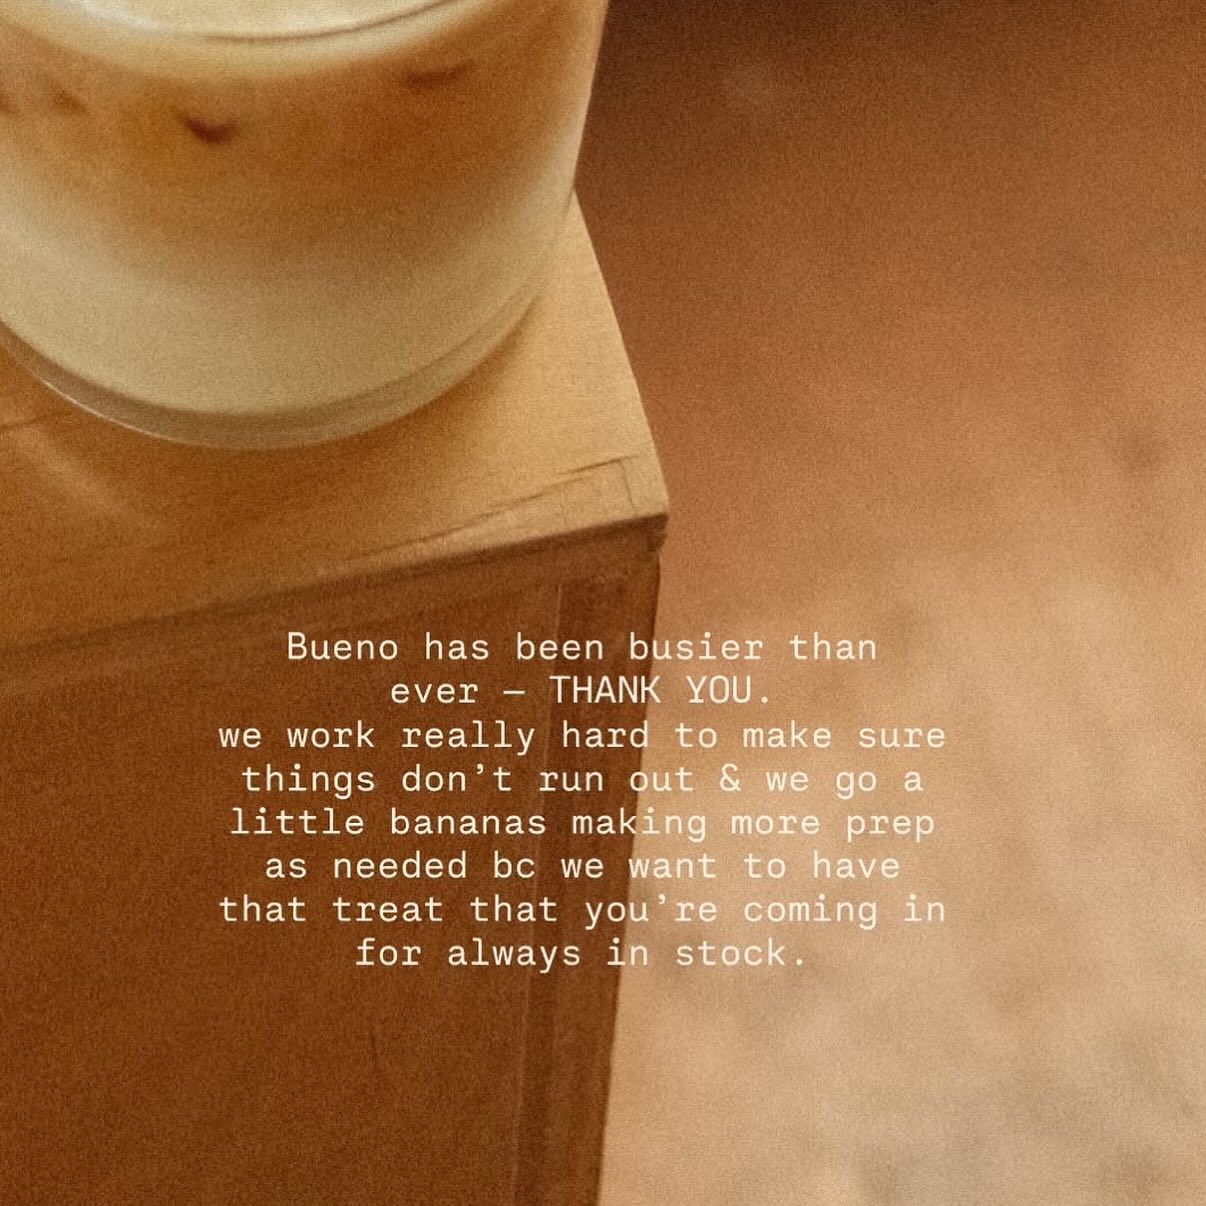 Bueno has been busier than
ever – THANK YOU.
we work really hard to make sure
things don’t run out & we go a
little bananas making more prep
as needed bc we want to have
that treat that you’re coming in
for always in stock.